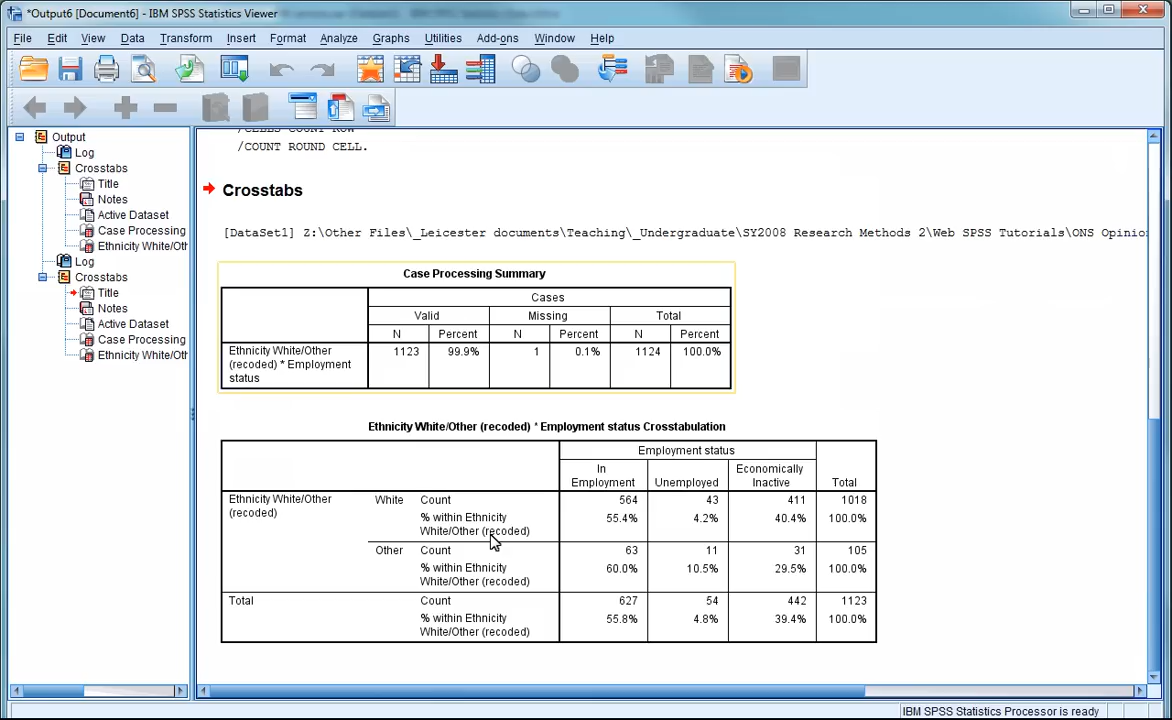 *Output6 [Document6] - IBM SPSS Statistics Viewer
File Edit View Data Transform Insert Format Analyze Graphs Utilities Add-ons Window Help
Output
Log
Crosstabs
Title
Notes
Active Dataset
Case Processing
Ethnicity White/Oth
Log
Crosstabs
Title
Notes
Active Dataset
Case Processing
Ethnicity White/Oth
/CELLS COUNT ROW
/COUNT ROUND CELL.
Crosstabs
[DataSet1] Z:\Other Files\_Leicester documents\Teaching\_Undergraduate\SY2008 Research Methods 2\Web SPSS Tutorials\ONS Opinio
Case Processing Summary
Cases
Valid Missing Total
N Percent N Percent N Percent
Ethnicity White/Other 1123 99.9% 1 0.1% 1124 100.0%
(recoded) * Employment
status
Ethnicity White/Other (recoded) * Employment status Crosstabulation
Employment status
In Economically
Employment Unemployed Inactive Total
Ethnicity White/Other White Count 564 43 411 1018
(recoded)
% within Ethnicity 55.4% 4.2% 40.4% 100.0%
White/Other (recoded)
Other Count 63 11 31 105
% within Ethnicity 60.0% 10.5% 29.5% 100.0%
White/Other (recoded)
Total Count 627 54 442 1123
% within Ethnicity 55.8% 4.8% 39.4% 100.0%
White/Other (recoded)
IBM SPSS Statistics Processor is ready